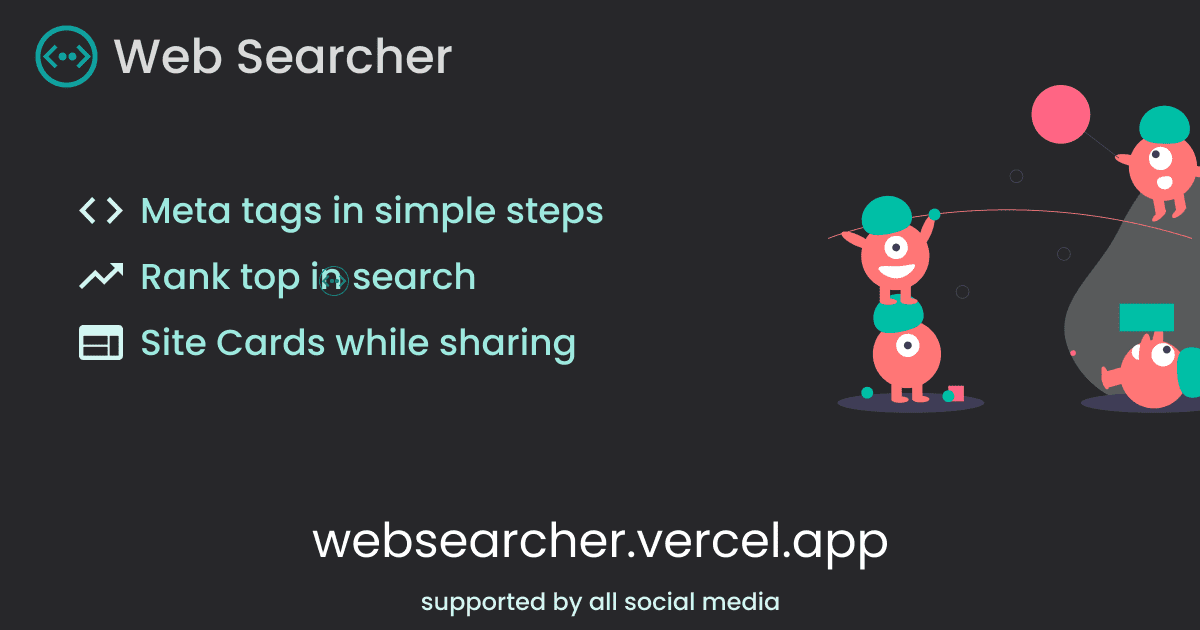 Web Searcher
Meta tags in simple steps
Rank top in search
Site Cards while sharing
websearcher.vercel.app
supported by all social media